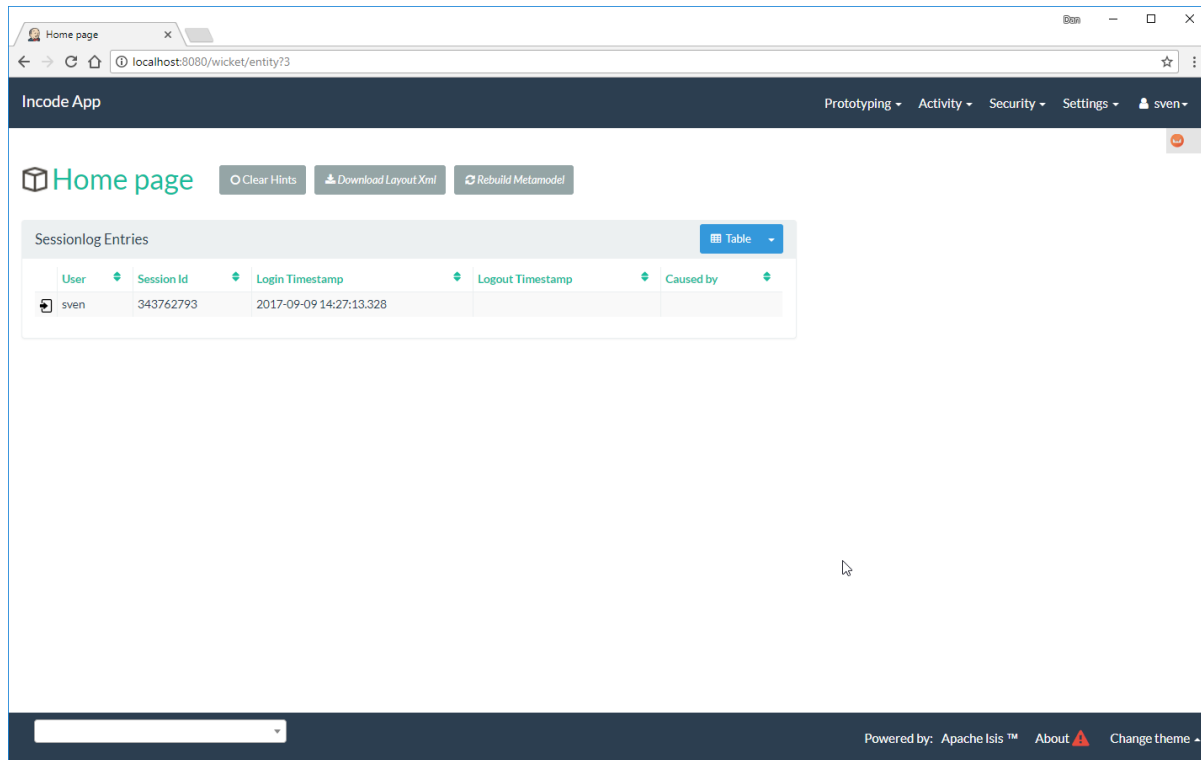 Home page
Dan
localhost:8080/wicket/entity?3
Incode App
Prototyping
Activity
Security
Settings
sven
Home page
Clear Hints
Download Layout Xml
Rebuild Metamodel
Sessionlog Entries
Table
User
Session Id
Login Timestamp
Logout Timestamp
Caused by
sven
343762793
2017-09-09 14:27:13.328
Powered by: Apache Isis ™
About
Change theme